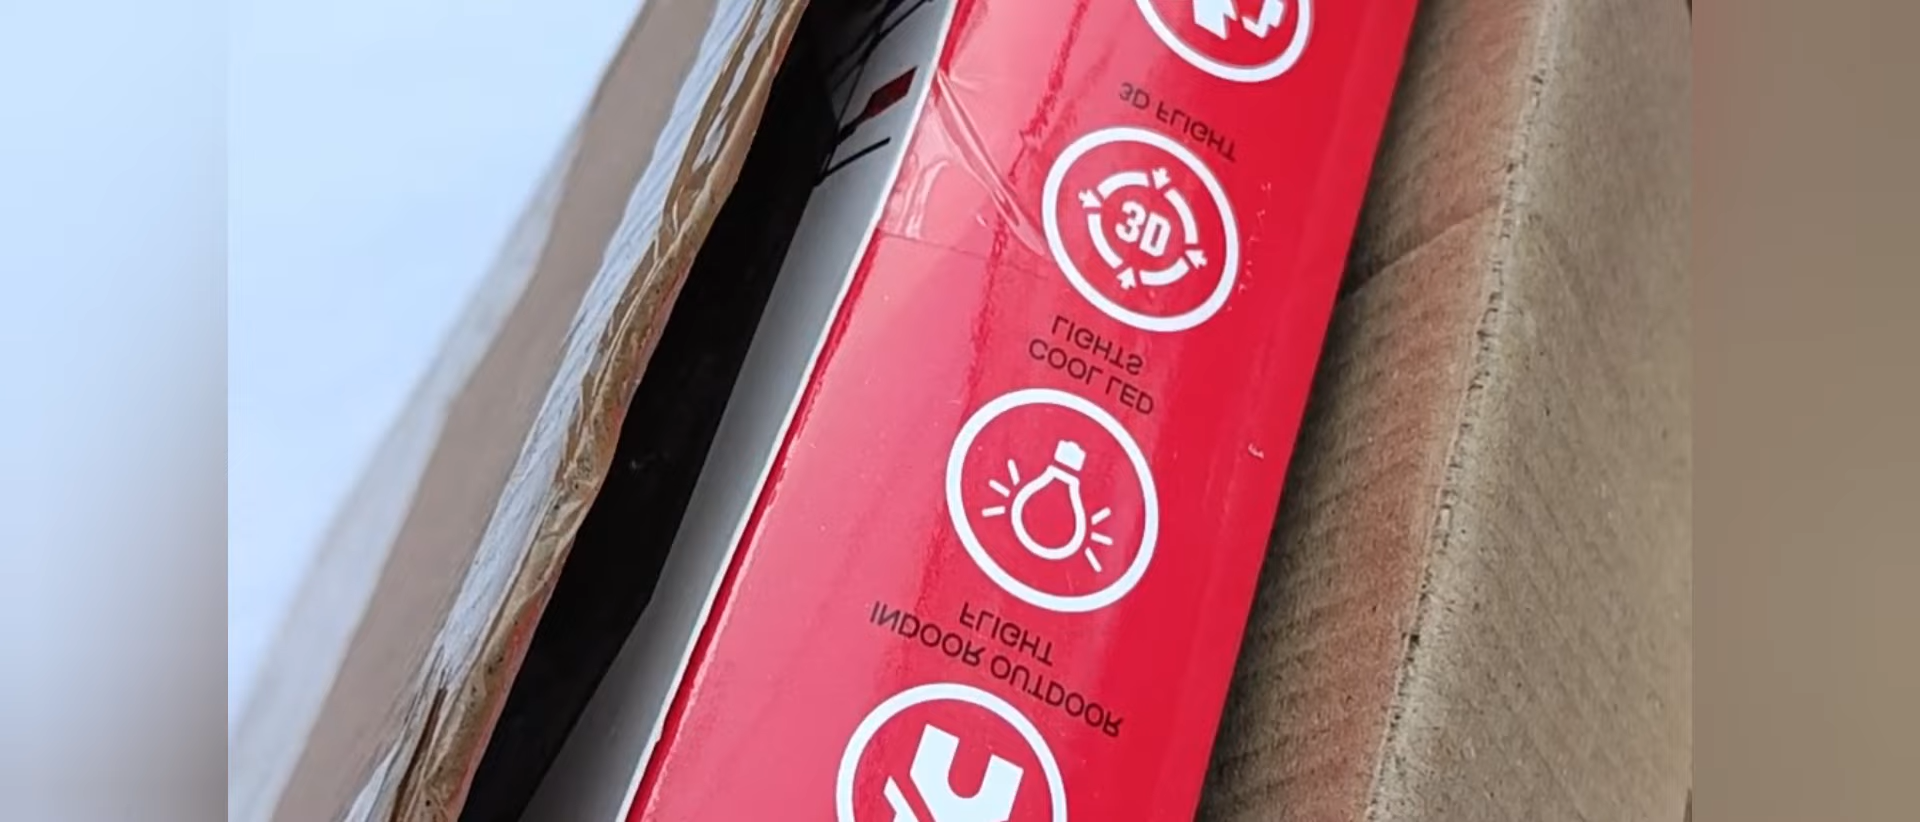 3D FLIGHT
3D
COOL LED
LIGHTS
INDOOR OUTDOOR
FLIGHT